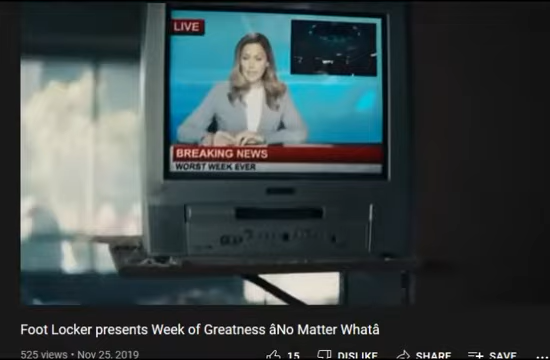 LIVE
BREAKING NEWS
WORST WEEK EVER
Foot Locker presents Week of Greatness âNo Matter Whatâ
525 views • Nov 25, 2019 15 DISLIKE SHARE SAVE